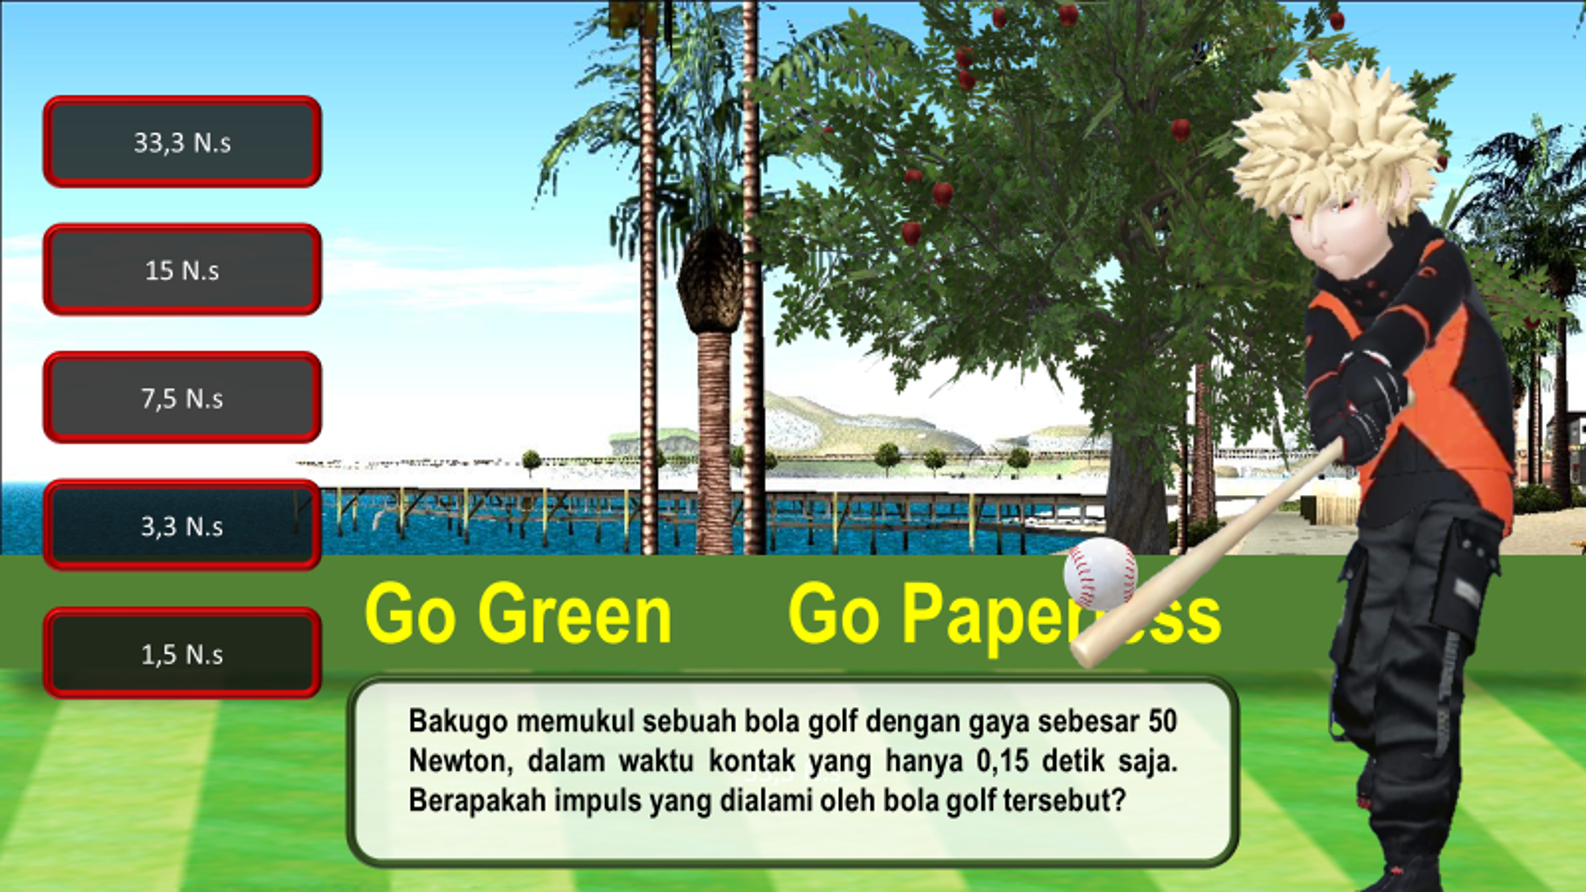 33,3 N.s
15 N.s
7,5 N.s
3,3 N.s
1,5 N.s
Go Green Go Paperless
Bakugo memukul sebuah bola golf dengan gaya sebesar 50
Newton, dalam waktu kontak yang hanya 0,15 detik saja.
Berapakah impuls yang dialami oleh bola golf tersebut?